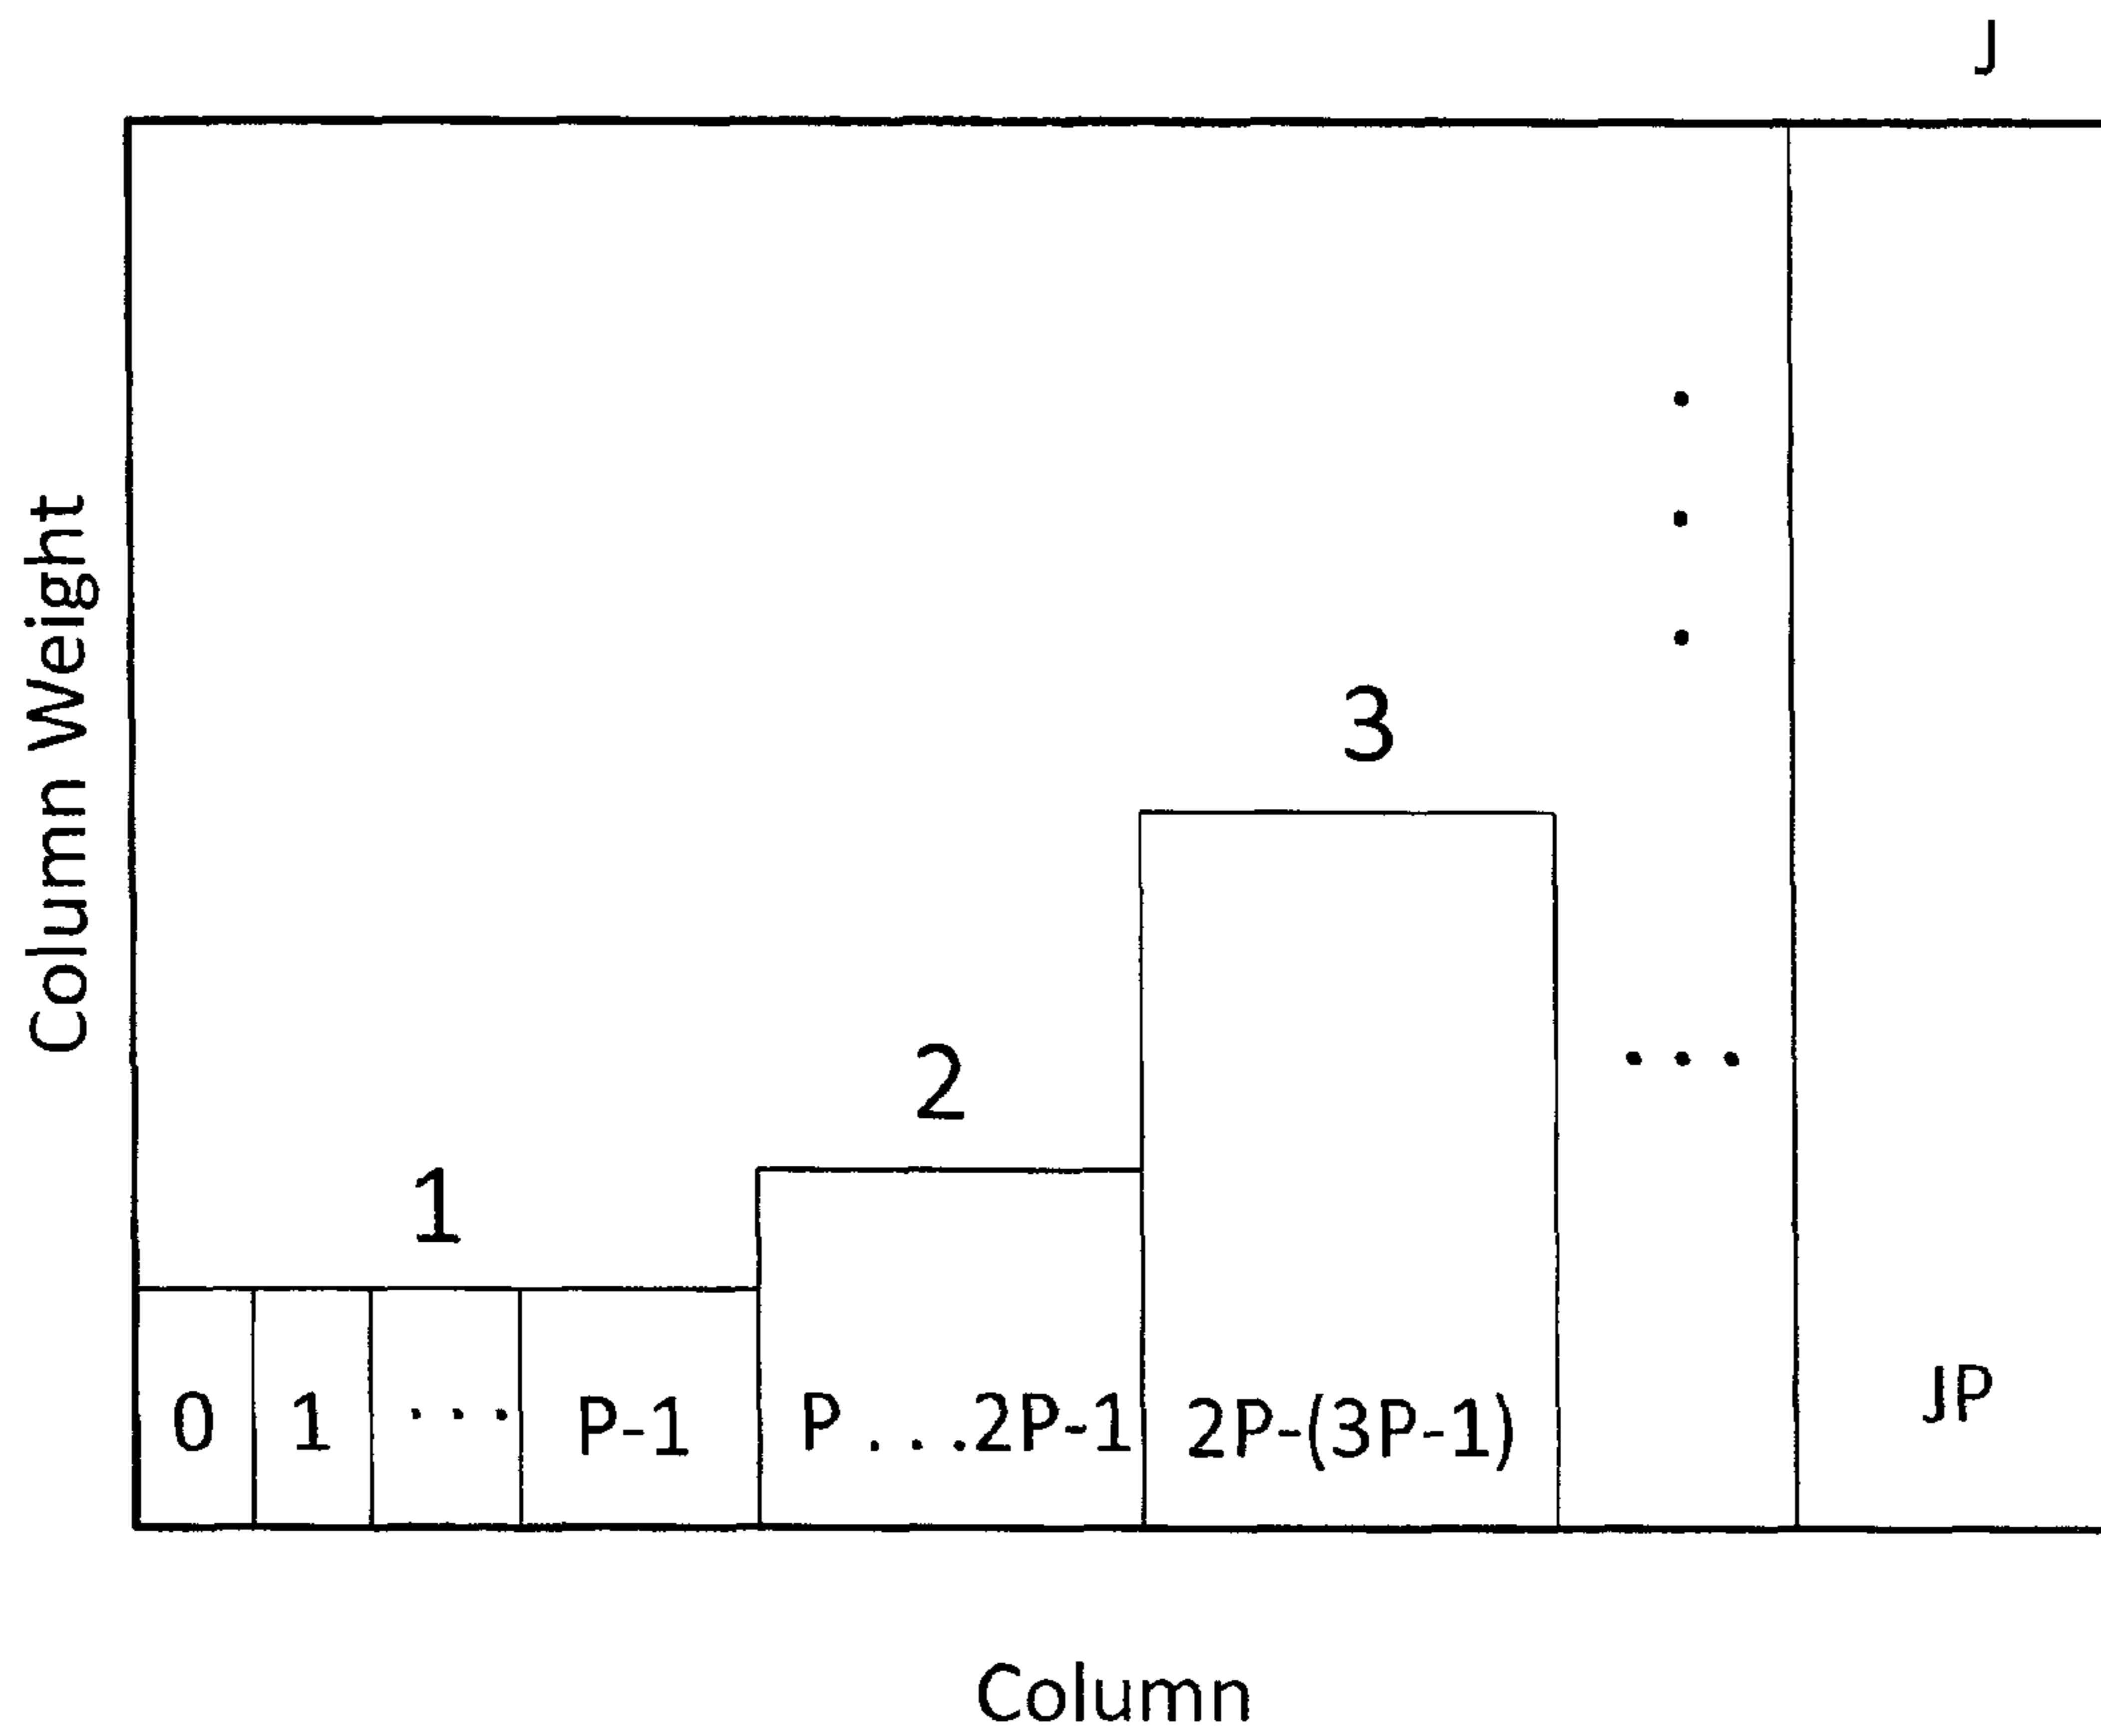 J
Column Weight
3
2
1
0 1 ... P-1 P ...2P-1 2P-(3P-1) ... JP
Column